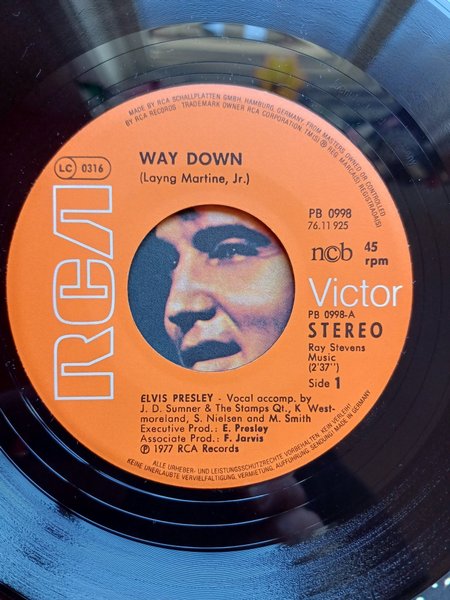 MADE BY RCA SCHALLPLATTEN GMBH, HAMBURG, GERMANY, FROM MASTERS OWNED OR CONTROLLED
BY RCA RECORDS TRADEMARK OWNER RCA CORPORATION TM(S) ® REG. MARCA(S) REGISTRADA(S)
LC 0316
WAY DOWN
(Layng Martine, Jr.)
RCA
PB 0998
76.11 925
ncb 45
rpm
Victor
PB 0998-A
STEREO
Ray Stevens
Music
(2'37'')
Side 1
ELVIS PRESLEY - Vocal accomp. by
J. D. Sumner & The Stamps Qt., K. West-
moreland, S. Nielsen and M. Smith
Executive Prod.: E. Presley
Associate Prod.: F. Jarvis
℗ 1977 RCA Records
ALLE URHEBER- UND LEISTUNGSSCHUTZRECHTE VORBEHALTEN. KEIN VERLEIH!
KEINE UNERLAUBTE VERVIELFÄLTIGUNG, VERMIETUNG, AUFFÜHRUNG, SENDUNG! MADE IN GERMANY